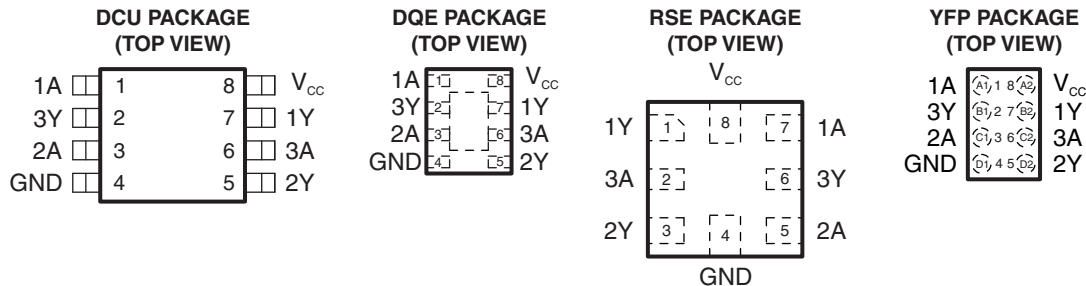 DCU PACKAGE
(TOP VIEW)
1A 1 8 VCC
3Y 2 7 1Y
2A 3 6 3A
GND 4 5 2Y
DQE PACKAGE
(TOP VIEW)
1A 1 8 VCC
3Y 2 7 1Y
2A 3 6 3A
GND 4 5 2Y
RSE PACKAGE
(TOP VIEW)
VCC
1Y 1 8 7 1A
3A 2 6 3Y
2Y 3 4 5 2A
GND
YFP PACKAGE
(TOP VIEW)
1A A1 1 8 A2 VCC
3Y B1 2 7 B2 1Y
2A C1 3 6 C2 3A
GND D1 4 5 D2 2Y